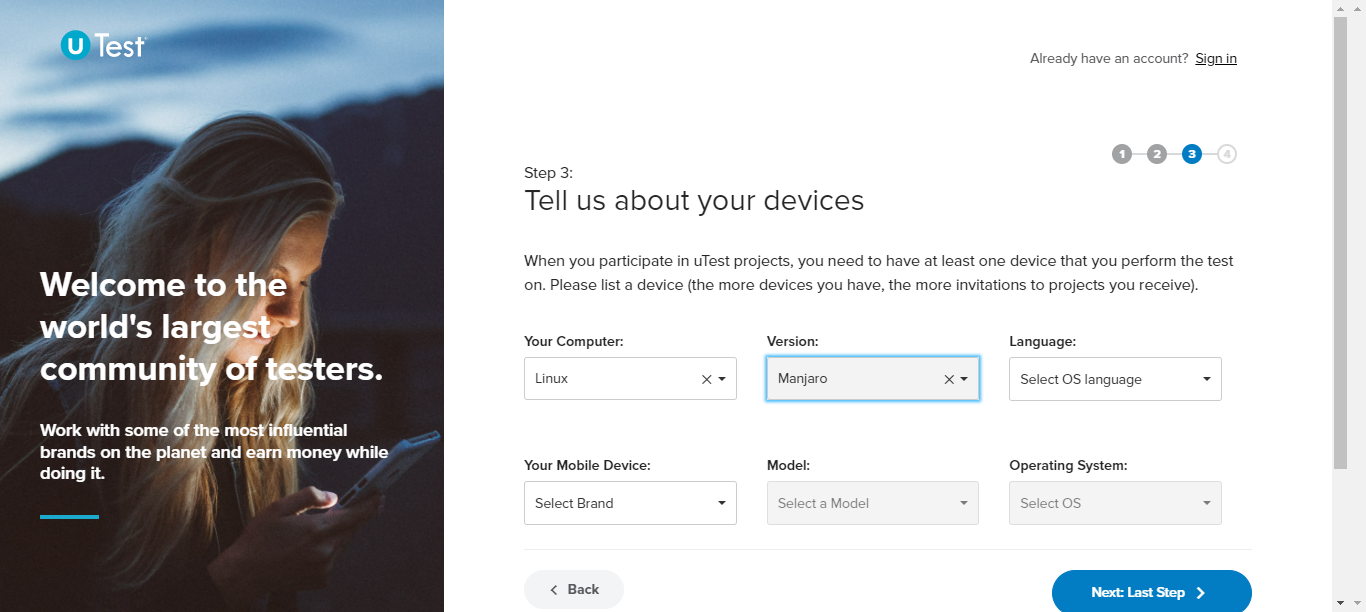 uTest
Already have an account? Sign in
1 2 3 4
Step 3:
Tell us about your devices
Welcome to the
world's largest
community of testers.
Work with some of the most influential
brands on the planet and earn money while
doing it.
When you participate in uTest projects, you need to have at least one device that you perform the test
on. Please list a device (the more devices you have, the more invitations to projects you receive).
Your Computer: Version: Language:
Linux Manjaro Select OS language
Your Mobile Device: Model: Operating System:
Select Brand Select a Model Select OS
Back Next: Last Step